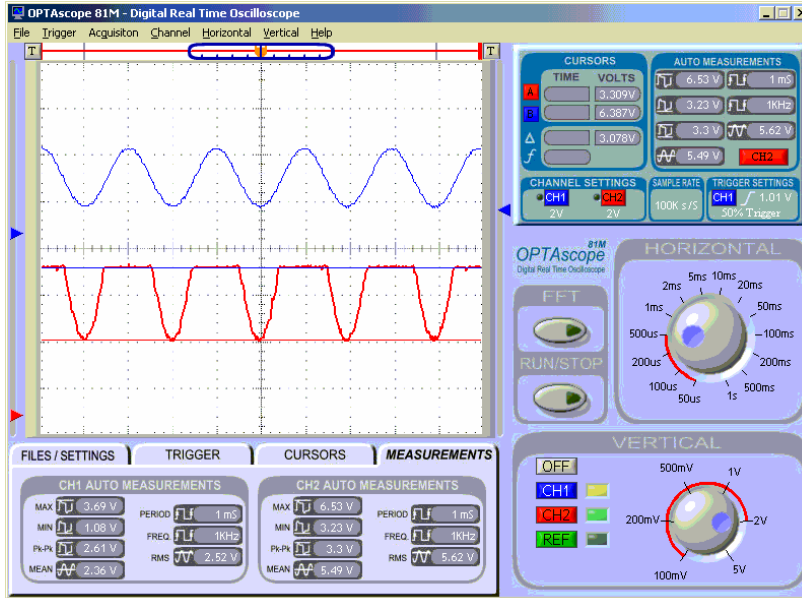 OPTAscope 81M - Digital Real Time Oscilloscope
File Trigger Acquisiton Channel Horizontal Vertical Help
T T
CURSORS
TIME VOLTS
A 3.309V
B 6.387V
Δ 3.078V
f
AUTO MEASUREMENTS
6.53 V 1 mS
3.23 V 1KHz
3.3 V 5.62 V
5.49 V CH2
CHANNEL SETTINGS
CH1 CH2
2V 2V
SAMPLE RATE
100K s/S
TRIGGER SETTINGS
CH1 1.01 V
50% Trigger
81M
OPTAscope
Digital Real Time Oscilloscope
FFT
RUN/STOP
HORIZONTAL
5ms 10ms
2ms 20ms
1ms 50ms
500us 100ms
200us 200ms
100us 500ms
50us 1s
FILES / SETTINGS TRIGGER CURSORS MEASUREMENTS
CH1 AUTO MEASUREMENTS
MAX 3.69 V PERIOD 1 mS
MIN 1.08 V FREQ. 1KHz
Pk-Pk 2.61 V RMS 2.52 V
MEAN 2.36 V
CH2 AUTO MEASUREMENTS
MAX 6.53 V PERIOD 1 mS
MIN 3.23 V FREQ. 1KHz
Pk-Pk 3.3 V RMS 5.62 V
MEAN 5.49 V
VERTICAL
OFF
CH1
CH2
REF
500mV 1V
200mV 2V
100mV 5V